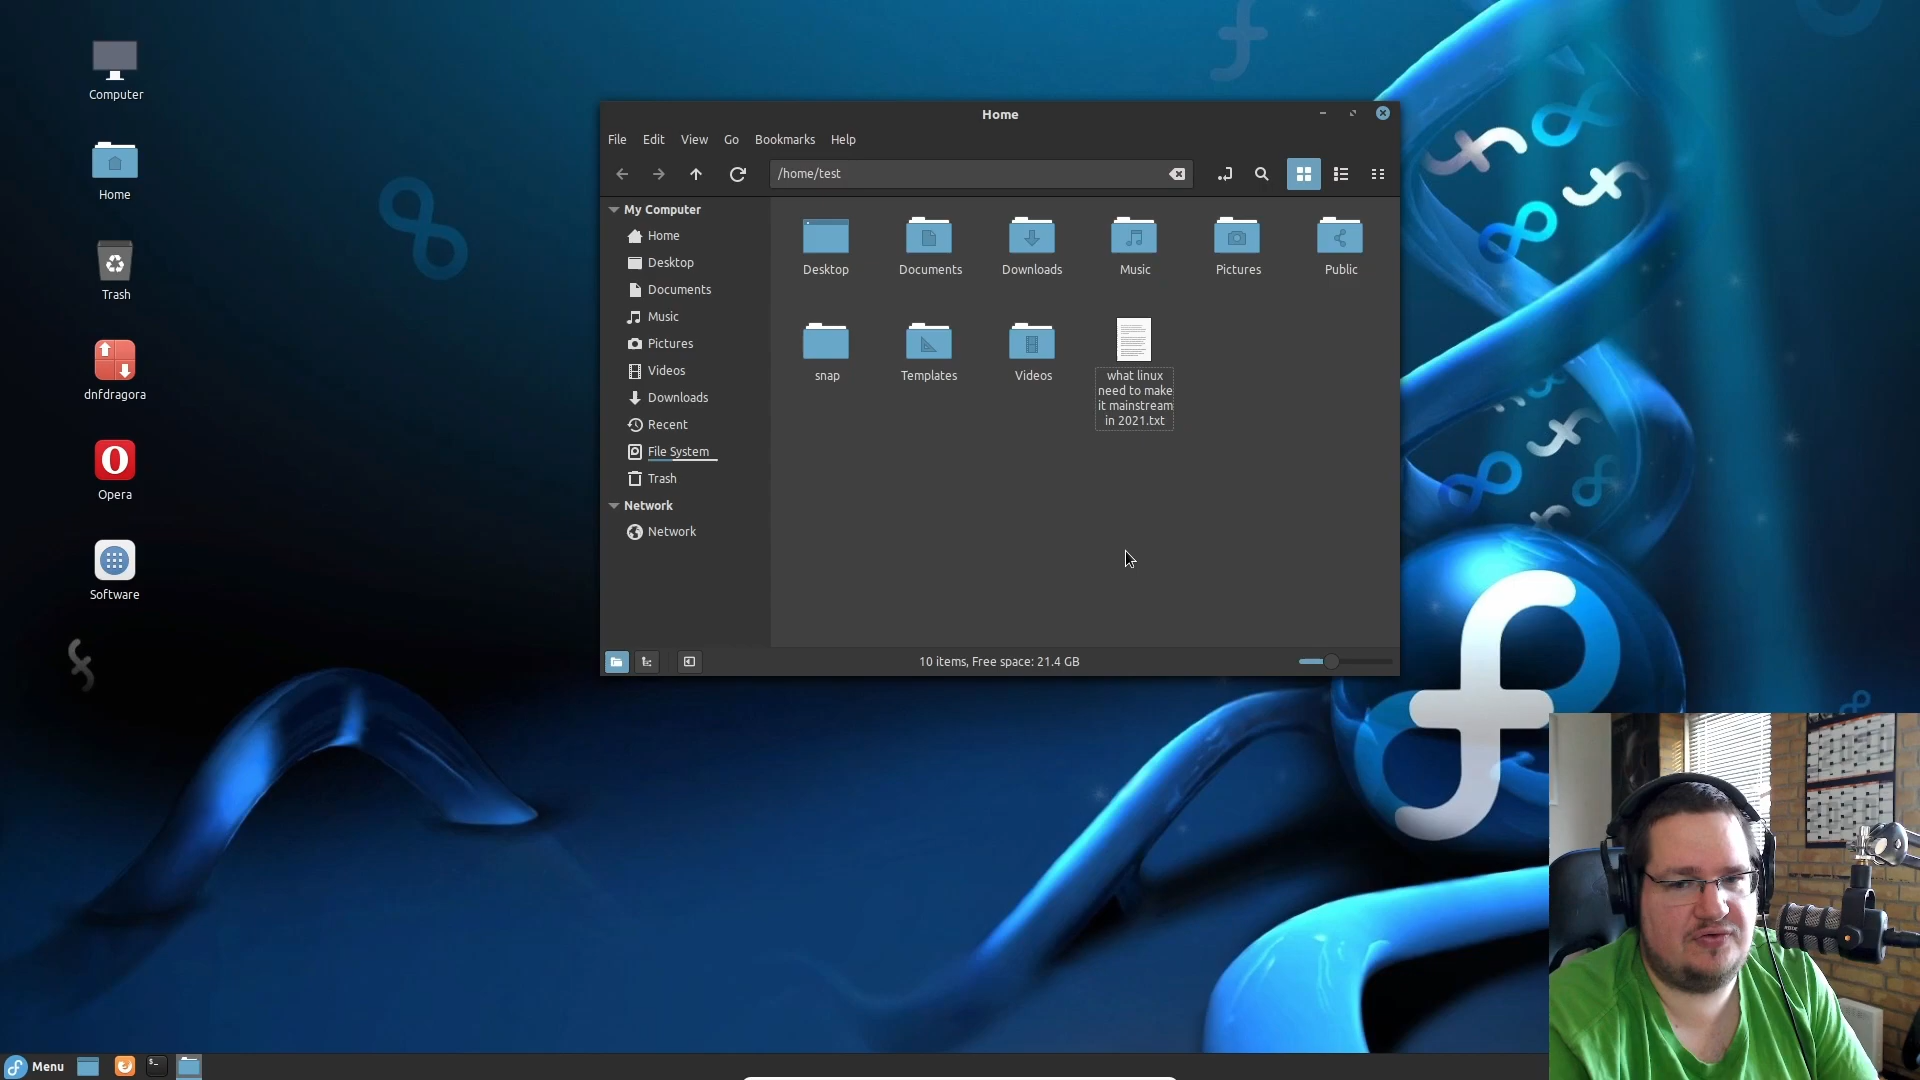 Computer
Home
Trash
dnfdragora
Opera
Software
Home
File Edit View Go Bookmarks Help
/home/test
My Computer
Home
Desktop
Documents
Music
Pictures
Videos
Downloads
Recent
File System
Trash
Network
Network
Desktop Documents Downloads Music Pictures Public
snap Templates Videos what linux
need to make
it mainstream
in 2021.txt
10 items, Free space: 21.4 GB
Menu